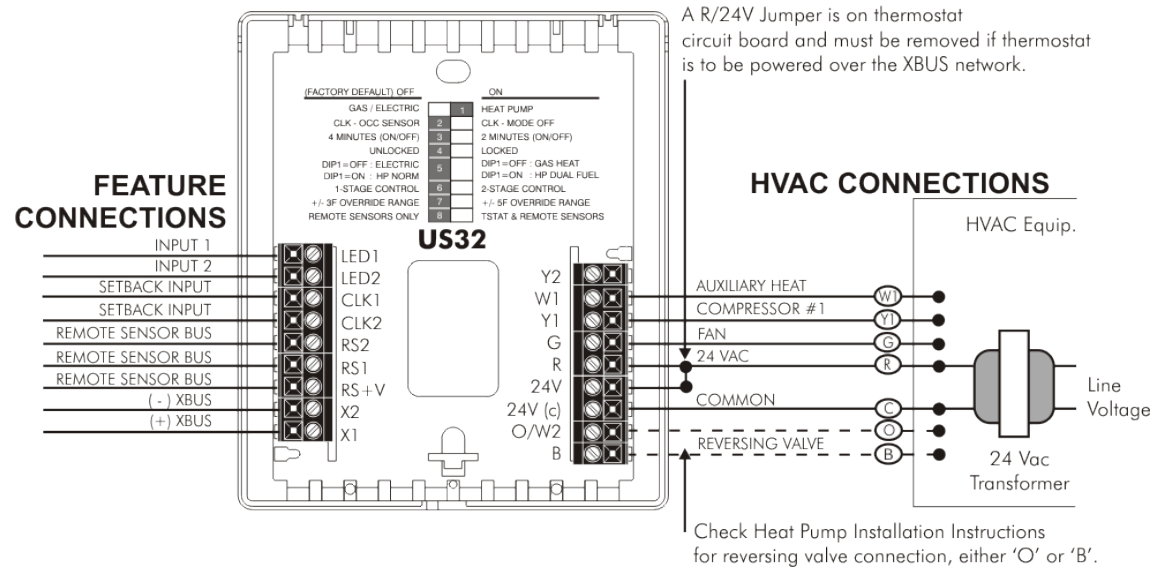 A R/24V Jumper is on thermostat
circuit board and must be removed if thermostat
is to be powered over the XBUS network.
(FACTORY DEFAULT) OFF ON
GAS / ELECTRIC 1 HEAT PUMP
CLK - OCC SENSOR 2 CLK - MODE OFF
4 MINUTES (ON/OFF) 3 2 MINUTES (ON/OFF)
UNLOCKED 4 LOCKED
DIP1=OFF : ELECTRIC 5 DIP1=OFF : GAS HEAT
DIP1=ON : HP NORM DIP1=ON : HP DUAL FUEL
1-STAGE CONTROL 6 2-STAGE CONTROL
+/- 3F OVERRIDE RANGE 7 +/- 5F OVERRIDE RANGE
REMOTE SENSORS ONLY 8 TSTAT & REMOTE SENSORS
US32
FEATURE
CONNECTIONS
INPUT 1 LED1
INPUT 2 LED2
SETBACK INPUT CLK1
SETBACK INPUT CLK2
REMOTE SENSOR BUS RS2
REMOTE SENSOR BUS RS1
REMOTE SENSOR BUS RS+V
( - ) XBUS X2
(+) XBUS X1
HVAC CONNECTIONS
HVAC Equip.
Y2
W1 AUXILIARY HEAT W1
Y1 COMPRESSOR #1 Y1
G FAN G
R 24 VAC R
24V
24V (c) COMMON C
O/W2 O
B REVERSING VALVE B
Line
Voltage
24 Vac
Transformer
Check Heat Pump Installation Instructions
for reversing valve connection, either ‘O’ or ‘B’.